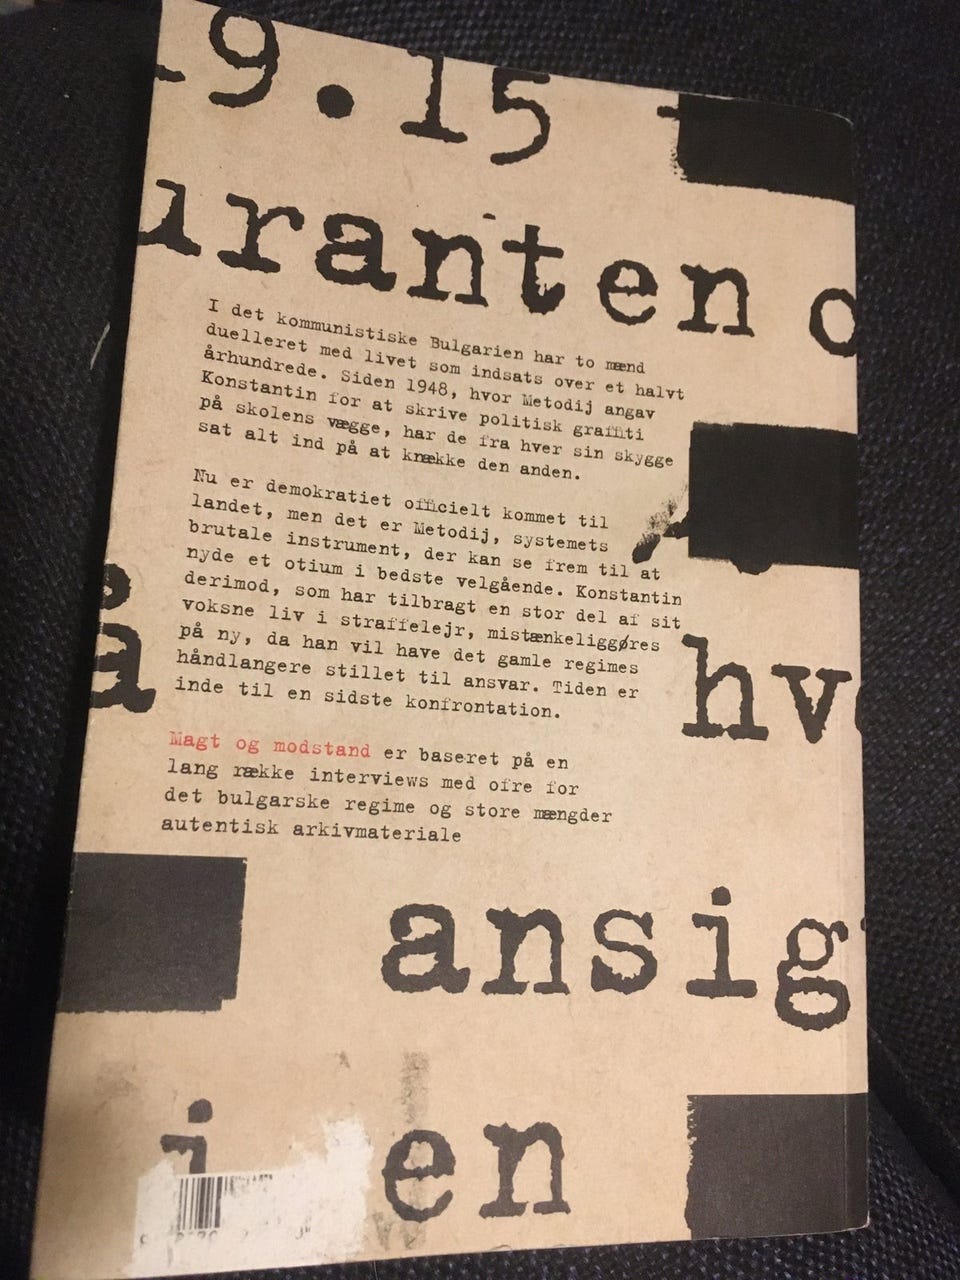 19.15
uranten o
I det kommunistiske Bulgarien har to mænd
duelleret med livet som indsats over et halvt
århundrede. Siden 1948, hvor Metodij angav
Konstantin for at skrive politisk graffiti
på skolens vægge, har de fra hver sin skygge
sat alt ind på at knække den anden.
Nu er demokratiet officielt kommet til
landet, men det er Metodij, systemets
brutale instrument, der kan se frem til at
nyde et otium i bedste velgående. Konstantin
derimod, som har tilbragt en stor del af sit
voksne liv i straffelejr, mistænkeliggøres
på ny, da han vil have det gamle regimes
håndlangere stillet til ansvar. Tiden er
inde til en sidste konfrontation.
å hv
Magt og modstand er baseret på en
lang række interviews med ofre for
det bulgarske regime og store mængder
autentisk arkivmateriale
ansig
i en